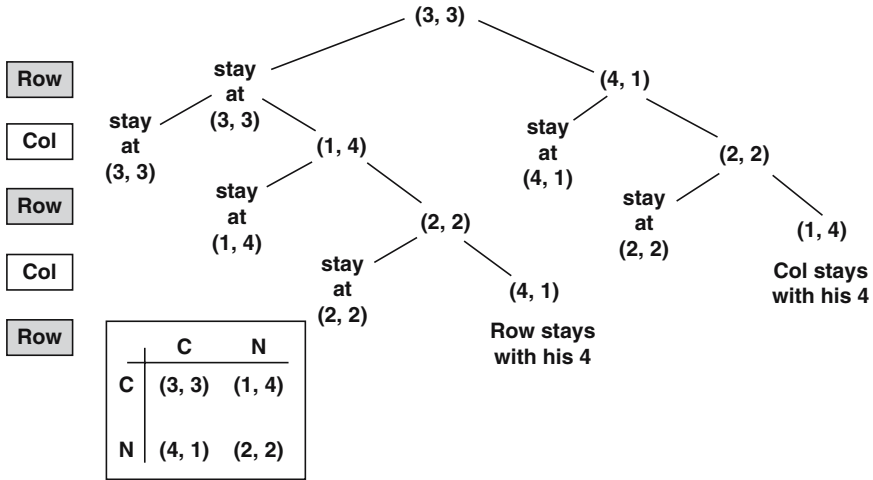 (3, 3)
Row
stay
at
(3, 3)
(4, 1)
Col
stay
at
(3, 3)
(1, 4)
stay
at
(4, 1)
(2, 2)
Row
stay
at
(1, 4)
(2, 2)
stay
at
(2, 2)
(1, 4)
Col stays
with his 4
Col
stay
at
(2, 2)
(4, 1)
Row stays
with his 4
Row
C N
C (3, 3) (1, 4)
N (4, 1) (2, 2)